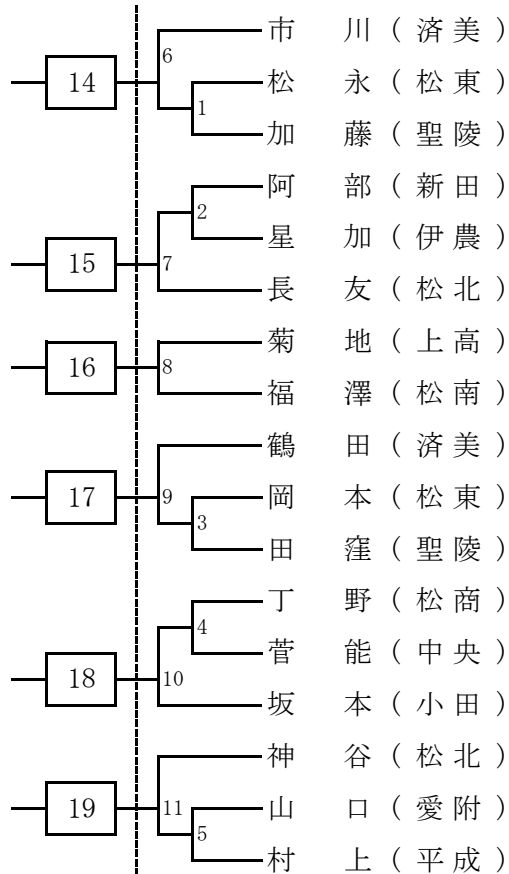 市 川 ( 済 美 )
6
14 松 永 ( 松 東 )
1
加 藤 ( 聖 陵 )
阿 部 ( 新 田 )
2
星 加 ( 伊 農 )
15 7
長 友 ( 松 北 )
菊 地 ( 上 高 )
16 8
福 澤 ( 松 南 )
鶴 田 ( 済 美 )
17 9 岡 本 ( 松 東 )
3
田 窪 ( 聖 陵 )
丁 野 ( 松 商 )
4
菅 能 ( 中 央 )
18 10
坂 本 ( 小 田 )
神 谷 ( 松 北 )
19 11 山 口 ( 愛 附 )
5
村 上 ( 平 成 )